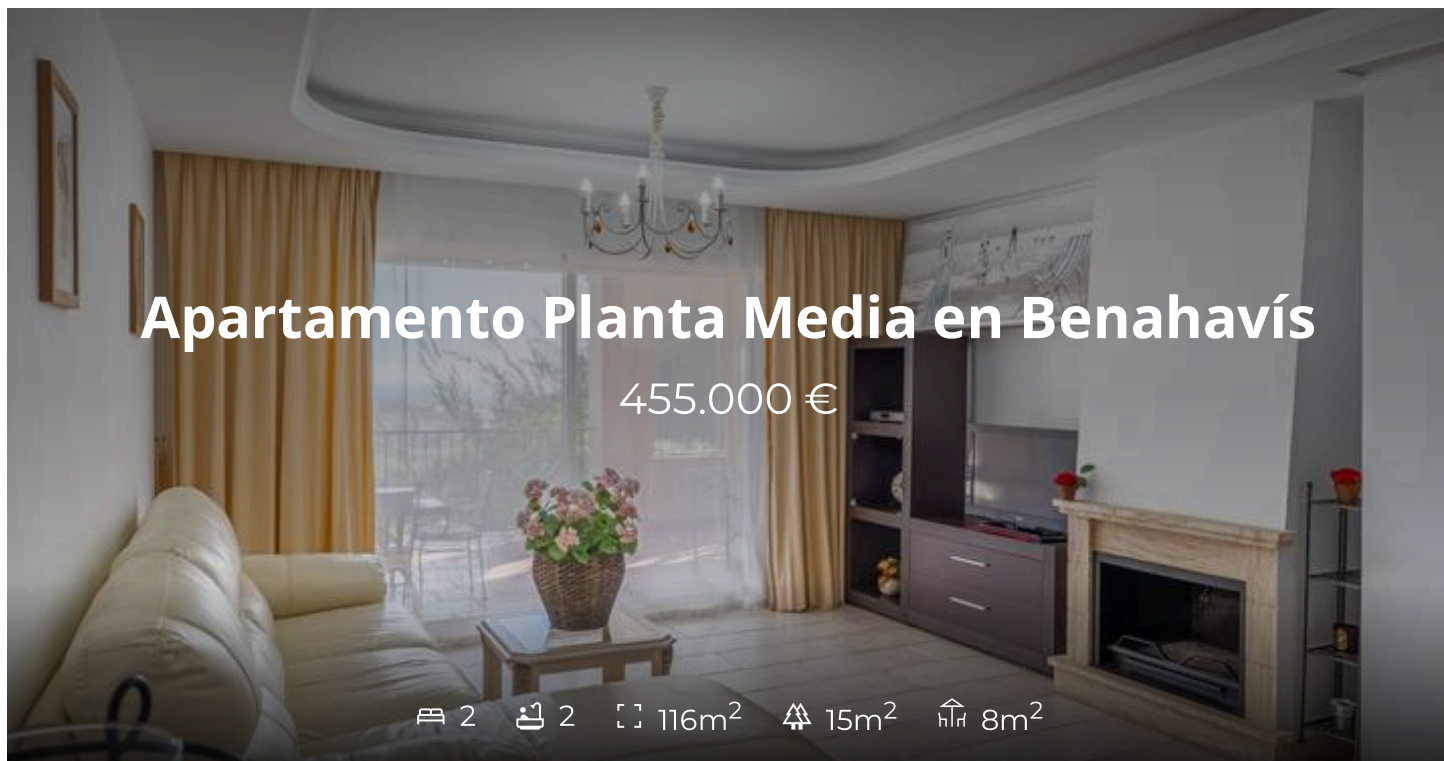 Apartamento Planta Media en Benahavís
455.000 €
2 2 116m² 15m² 8m²